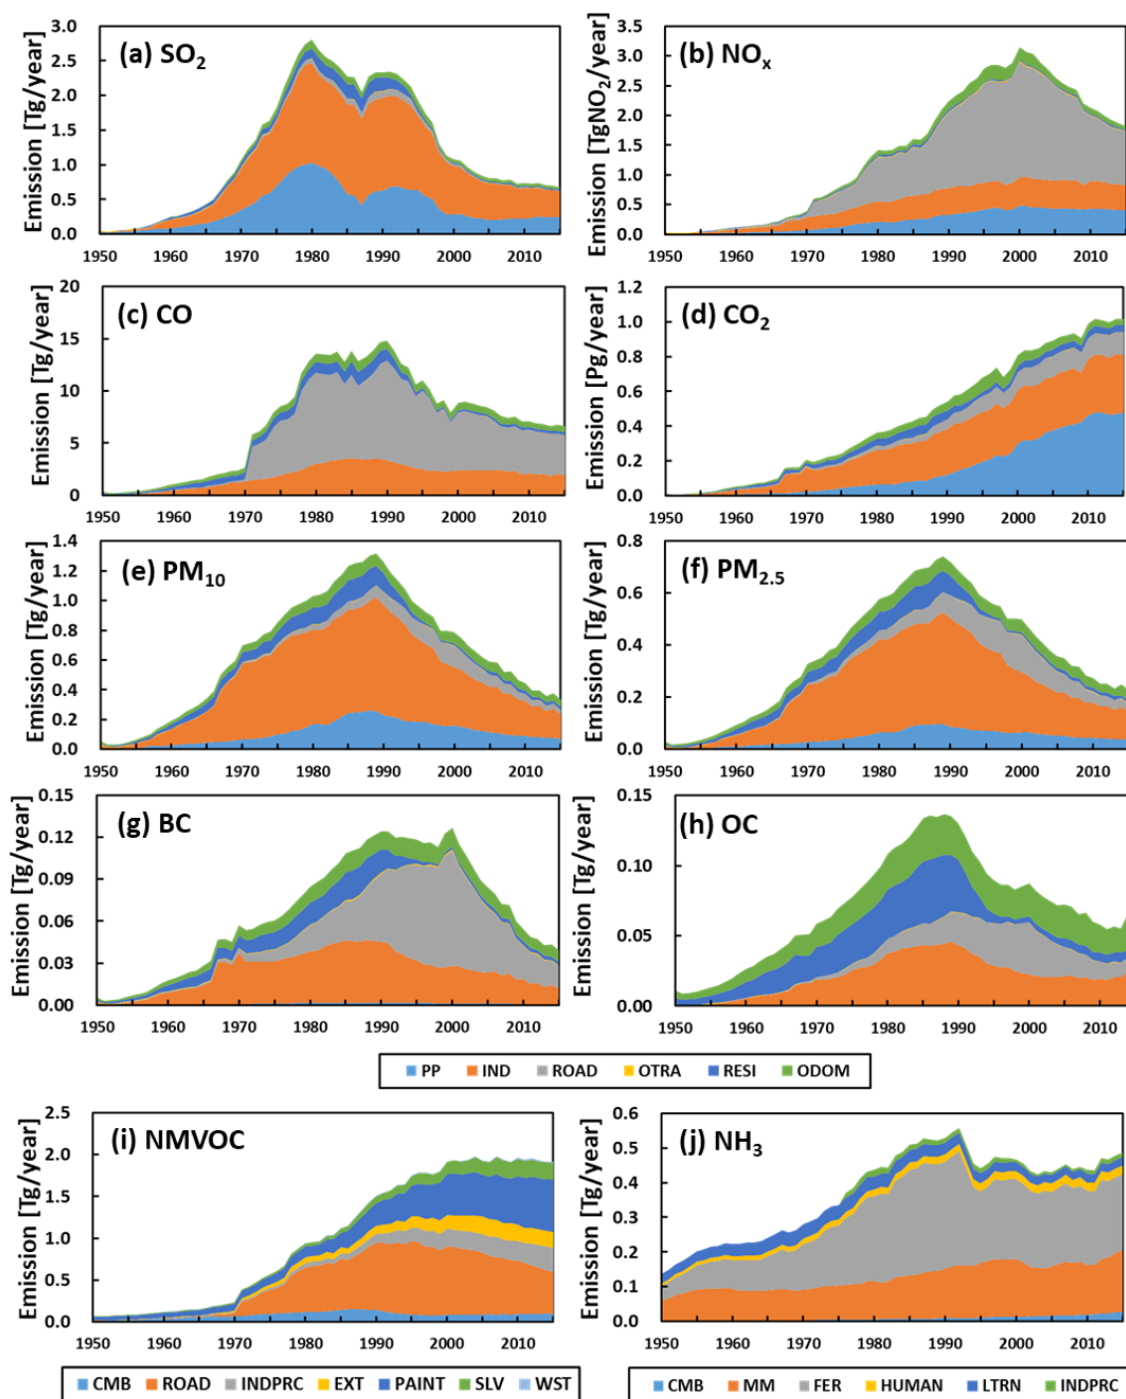 (a) SO2
Emission [Tg/year]
3.0
2.5
2.0
1.5
1.0
0.5
0.0
1950 1960 1970 1980 1990 2000 2010
(b) NOx
Emission [TgNO2/year]
3.5
3.0
2.5
2.0
1.5
1.0
0.5
0.0
1950 1960 1970 1980 1990 2000 2010
(c) CO
Emission [Tg/year]
20
15
10
5
0
1950 1960 1970 1980 1990 2000 2010
(d) CO2
Emission [Pg/year]
1.2
1.0
0.8
0.6
0.4
0.2
0.0
1950 1960 1970 1980 1990 2000 2010
(e) PM10
Emission [Tg/year]
1.4
1.2
1.0
0.8
0.6
0.4
0.2
0.0
1950 1960 1970 1980 1990 2000 2010
(f) PM2.5
Emission [Tg/year]
0.8
0.6
0.4
0.2
0.0
1950 1960 1970 1980 1990 2000 2010
(g) BC
Emission [Tg/year]
0.15
0.12
0.09
0.06
0.03
0.00
1950 1960 1970 1980 1990 2000 2010
(h) OC
Emission [Tg/year]
0.15
0.10
0.05
0.00
1950 1960 1970 1980 1990 2000 2010
PP IND ROAD OTRA RESI ODOM
(i) NMVOC
Emission [Tg/year]
2.5
2.0
1.5
1.0
0.5
0.0
1950 1960 1970 1980 1990 2000 2010
CMB ROAD INDPRC EXT PAINT SLV WST
(j) NH3
Emission [Tg/year]
0.6
0.5
0.4
0.3
0.2
0.1
0.0
1950 1960 1970 1980 1990 2000 2010
CMB MM FER HUMAN LTRN INDPRC